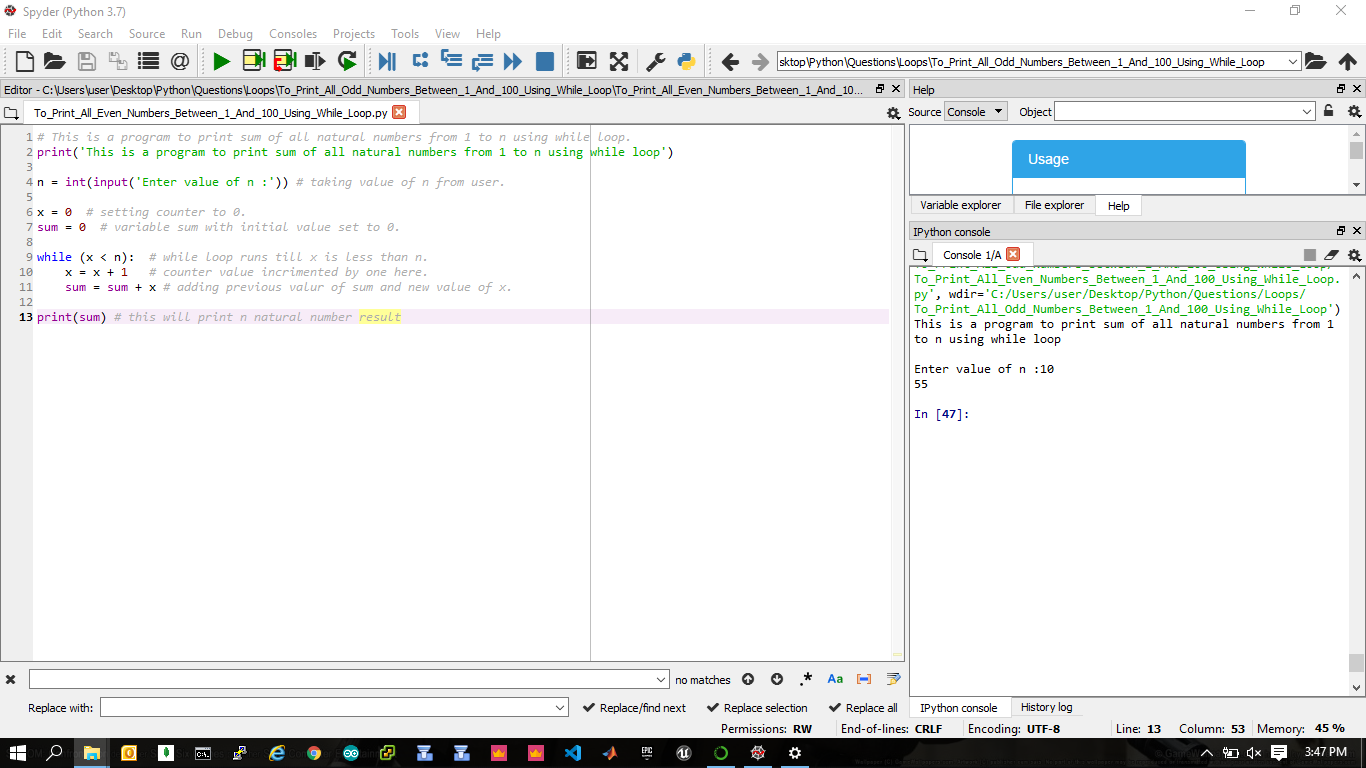 Spyder (Python 3.7)
File Edit Search Source Run Debug Consoles Projects Tools View Help
sktop\Python\Questions\Loops\To_Print_All_Odd_Numbers_Between_1_And_100_Using_While_Loop
Editor - C:\Users\user\Desktop\Python\Questions\Loops\To_Print_All_Odd_Numbers_Between_1_And_100_Using_While_Loop\To_Print_All_Even_Numbers_Between_1_And_10...
To_Print_All_Even_Numbers_Between_1_And_100_Using_While_Loop.py
1 # This is a program to print sum of all natural numbers from 1 to n using while loop.
2 print('This is a program to print sum of all natural numbers from 1 to n using while loop')
3
4 n = int(input('Enter value of n :')) # taking value of n from user.
5
6 x = 0  # setting counter to 0.
7 sum = 0  # variable sum with initial value set to 0.
8
9 while (x < n):  # while loop runs till x is less than n.
10     x = x + 1   # counter value incrimented by one here.
11     sum = sum + x # adding previous valur of sum and new value of x.
12
13 print(sum) # this will print n natural number result
no matches
.*
Aa
Replace with:
Replace/find next
Replace selection
Replace all
Help
Source Console Object
Usage
Variable explorer File explorer Help
IPython console
Console 1/A
To_Print_All_Odd_Numbers_Between_1_And_100_Using_While_Loop/
To_Print_All_Even_Numbers_Between_1_And_100_Using_While_Loop.
py', wdir='C:/Users/user/Desktop/Python/Questions/Loops/
To_Print_All_Odd_Numbers_Between_1_And_100_Using_While_Loop')
This is a program to print sum of all natural numbers from 1
to n using while loop
Enter value of n :10
55
In [47]:
IPython console History log
Permissions: RW End-of-lines: CRLF Encoding: UTF-8 Line: 13 Column: 53 Memory: 45 %
EPIC
3:47 PM